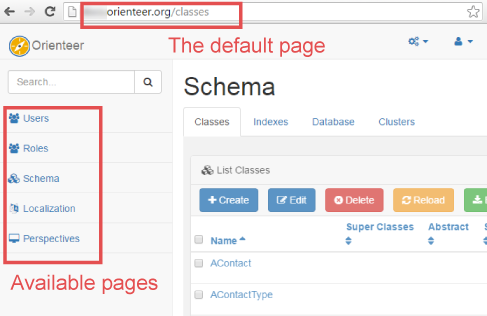 orienteer.org/classes
Orienteer
The default page
Search...
Schema
Users
Roles
Schema
Localization
Perspectives
Available pages
Classes Indexes Database Clusters
List Classes
Create Edit Delete Reload
Name Super Classes Abstract
AContact
AContactType